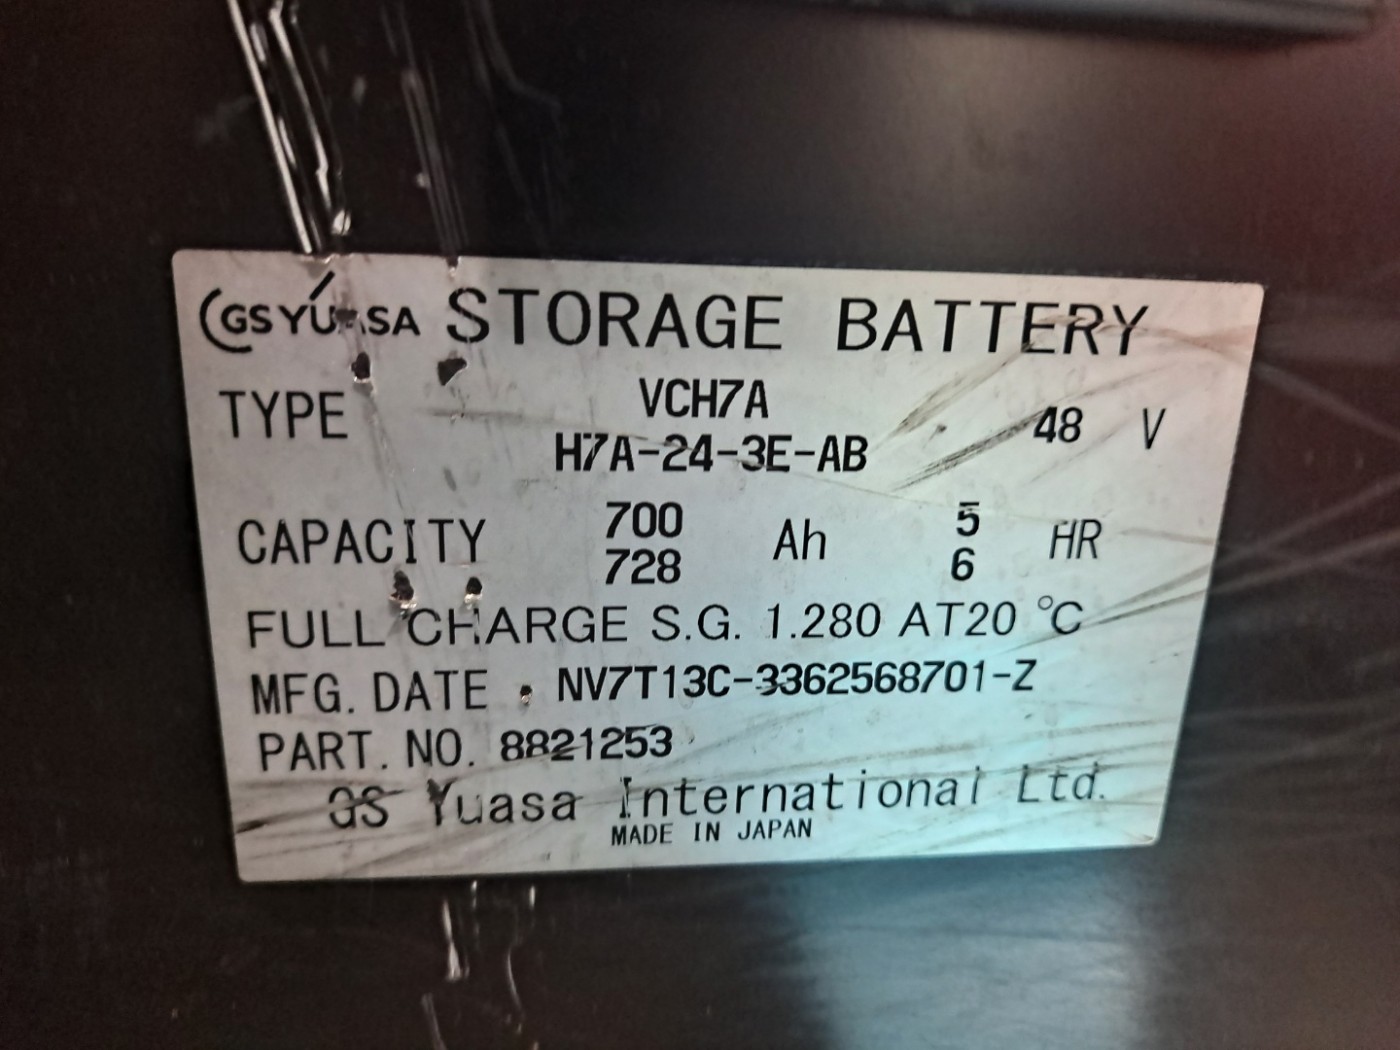 GS YUASA STORAGE BATTERY
TYPE VCH7A 48 V
H7A-24-3E-AB
CAPACITY 700 Ah 5 HR
728 6
FULL CHARGE S.G. 1.280 AT20 °C
MFG. DATE . NV7T13C-3362568701-Z
PART. NO. 8821253
GS Yuasa International Ltd.
MADE IN JAPAN